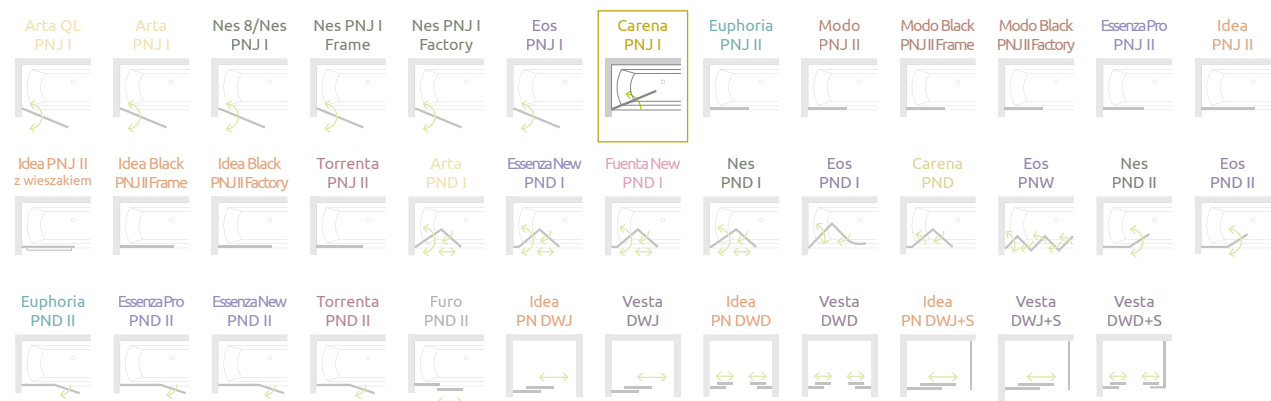 Arta QL
PNJ I
Arta
PNJ I
Nes 8/Nes
PNJ I
Nes PNJ I
Frame
Nes PNJ I
Factory
Eos
PNJ I
Carena
PNJ I
Euphoria
PNJ II
Modo
PNJ II
Modo Black
PNJ II Frame
Modo Black
PNJ II Factory
Essenza Pro
PNJ II
Idea
PNJ II
Idea PNJ II
z wieszakiem
Idea Black
PNJ II Frame
Idea Black
PNJ II Factory
Torrenta
PNJ II
Arta
PND I
Essenza New
PND I
Fuenta New
PND I
Nes
PND I
Eos
PND I
Carena
PND
Eos
PNW
Nes
PND II
Eos
PND II
Euphoria
PND II
Essenza Pro
PND II
Essenza New
PND II
Torrenta
PND II
Furo
PND II
Idea
PN DWJ
Vesta
DWJ
Idea
PN DWD
Vesta
DWD
Idea
PN DWJ+S
Vesta
DWJ+S
Vesta
DWD+S